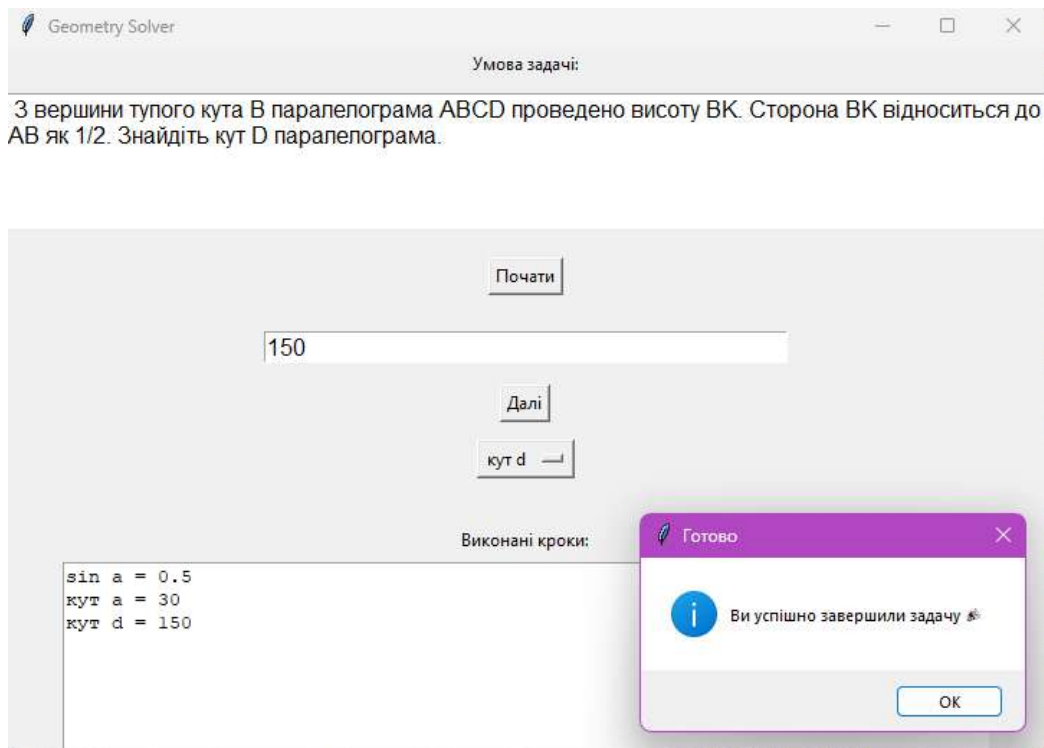 Geometry Solver
Умова задачі:
З вершини тупого кута B паралелограма ABCD проведено висоту BK. Сторона BK відноситься до
AB як 1/2. Знайдіть кут D паралелограма.
Почати
150
Далі
кут d
Виконані кроки:
sin a = 0.5
кут a = 30
кут d = 150
Готово
Ви успішно завершили задачу 🎉
OK